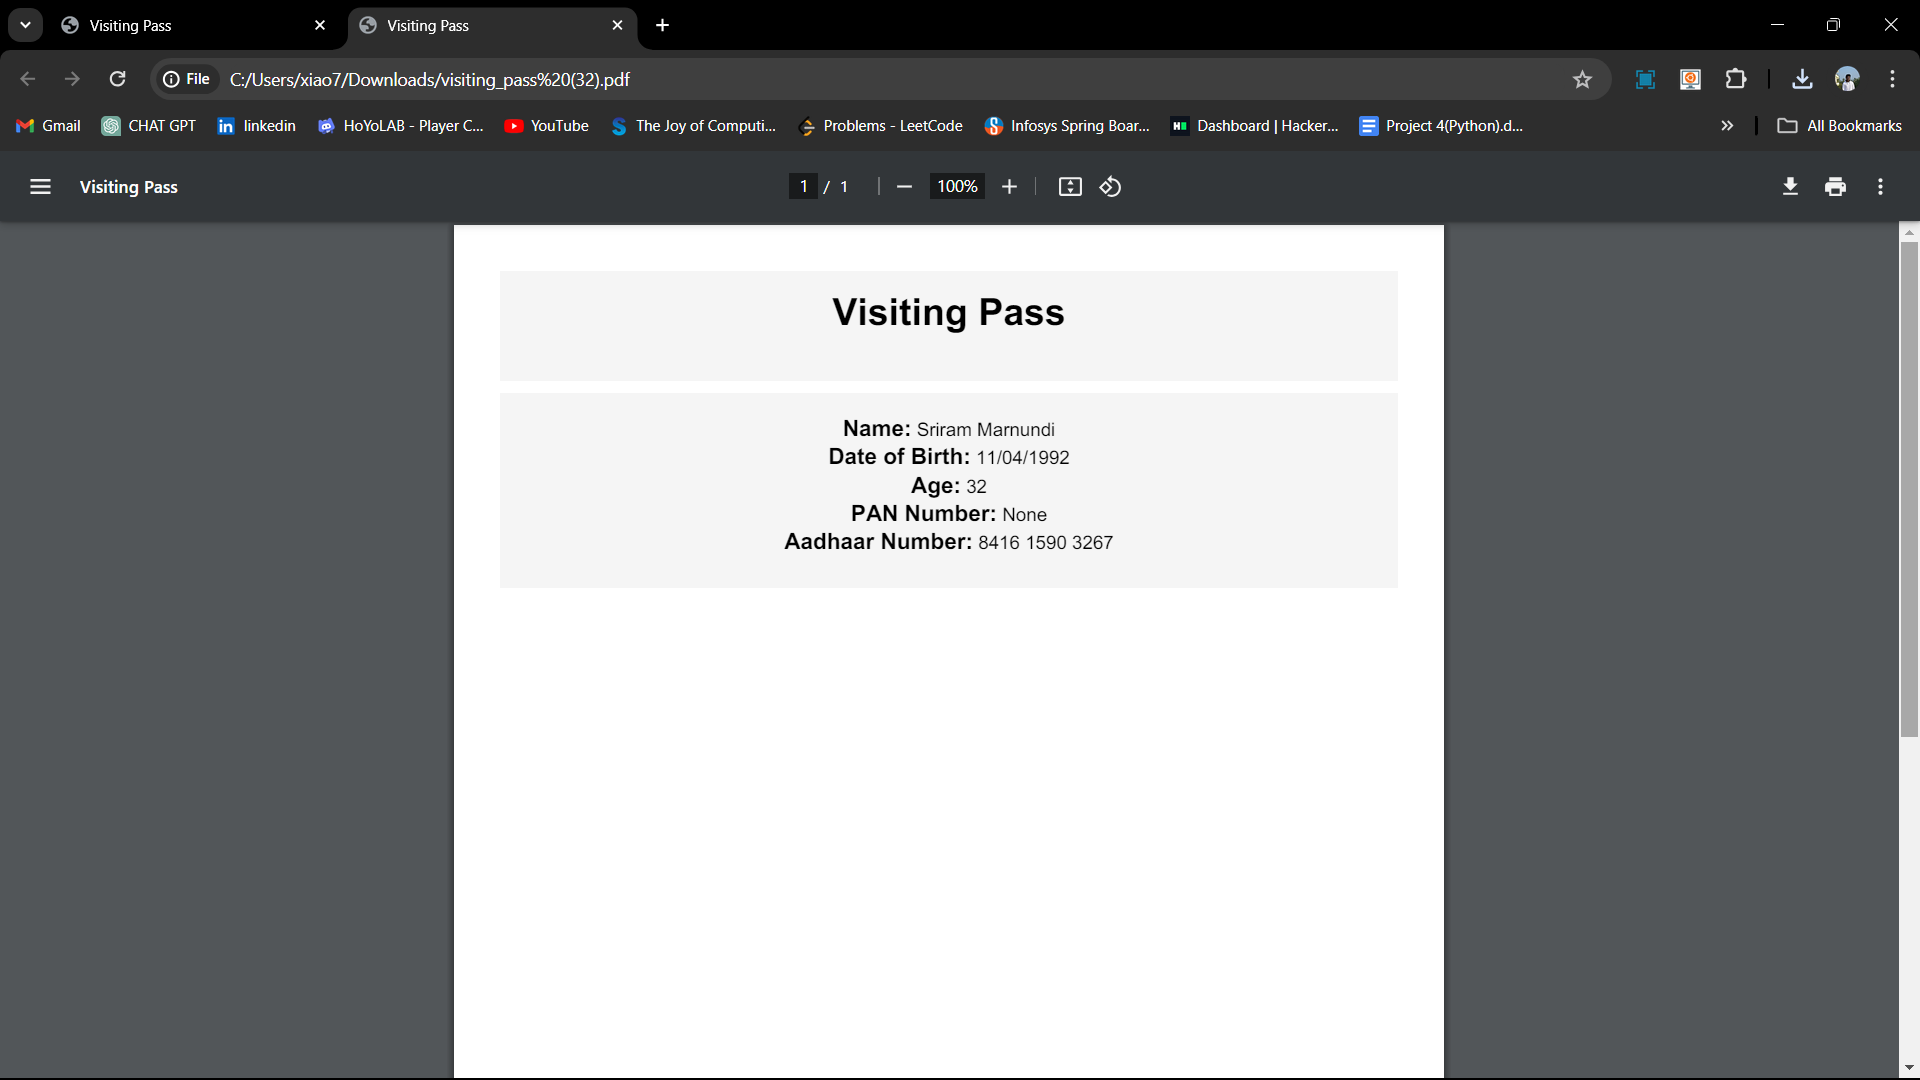 Visiting Pass
Visiting Pass
File C:/Users/xiao7/Downloads/visiting_pass%20(32).pdf
Gmail CHAT GPT linkedin HoYoLAB - Player C... YouTube The Joy of Computi... Problems - LeetCode Infosys Spring Boar... Dashboard | Hacker... Project 4(Python).d... » All Bookmarks
Visiting Pass 1 / 1 100%
Visiting Pass
Name: Sriram Marnundi
Date of Birth: 11/04/1992
Age: 32
PAN Number: None
Aadhaar Number: 8416 1590 3267